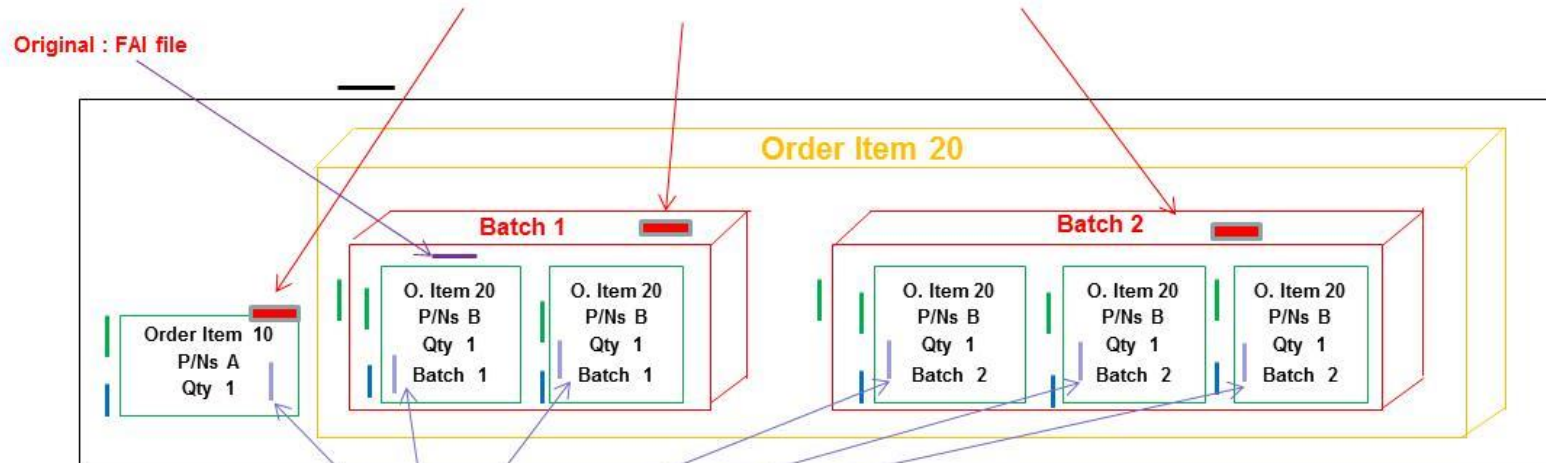 Original : FAI file
Order Item 20
Batch 1
Batch 2
Order Item 10
P/Ns A
Qty 1
O. Item 20
P/Ns B
Qty 1
Batch 1
O. Item 20
P/Ns B
Qty 1
Batch 1
O. Item 20
P/Ns B
Qty 1
Batch 2
O. Item 20
P/Ns B
Qty 1
Batch 2
O. Item 20
P/Ns B
Qty 1
Batch 2